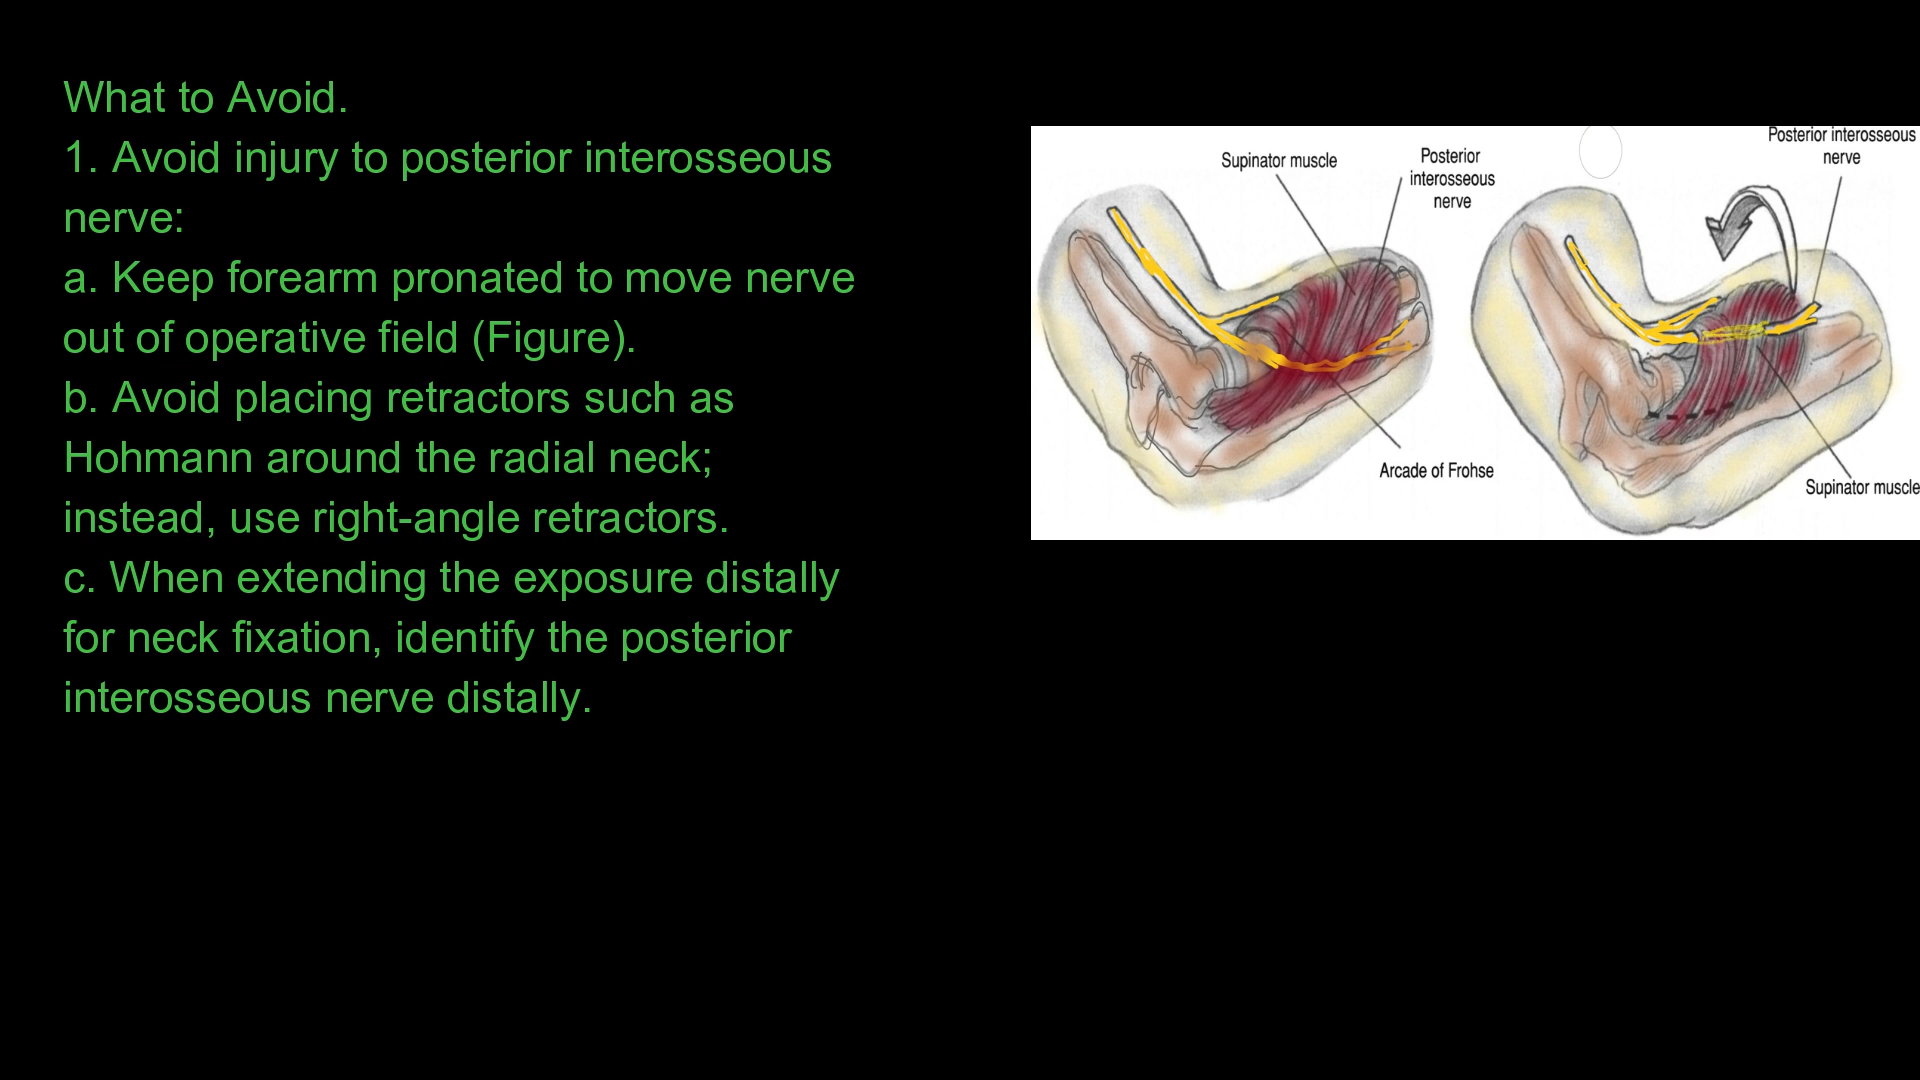 What to Avoid.
1. Avoid injury to posterior interosseous
nerve:
a. Keep forearm pronated to move nerve
out of operative field (Figure).
b. Avoid placing retractors such as
Hohmann around the radial neck;
instead, use right-angle retractors.
c. When extending the exposure distally
for neck fixation, identify the posterior
interosseous nerve distally.
Supinator muscle
Posterior
interosseous
nerve
Arcade of Frohse
Posterior interosseous
nerve
Supinator muscle